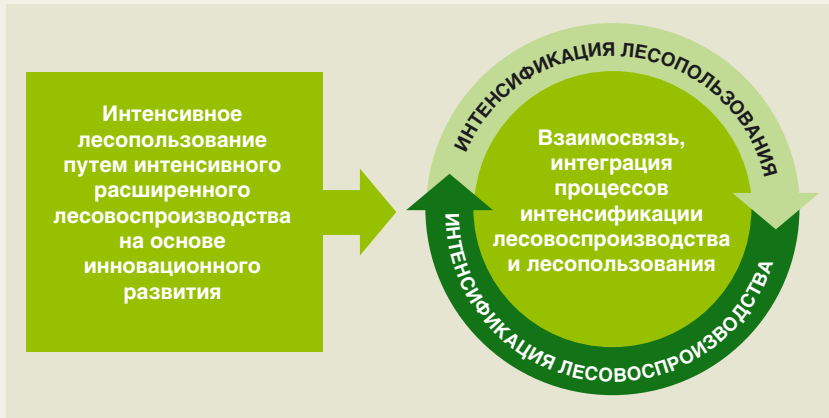 Интенсивное
лесопользование
путем интенсивного
расширенного
лесовоспроизводства
на основе
инновационного
развития
ИНТЕНСИФИКАЦИЯ ЛЕСОПОЛЬЗОВАНИЯ
Взаимосвязь,
интеграция
процессов
интенсификации
лесовоспроизводства
и лесопользования
ИНТЕНСИФИКАЦИЯ ЛЕСОВОСПРОИЗВОДСТВА